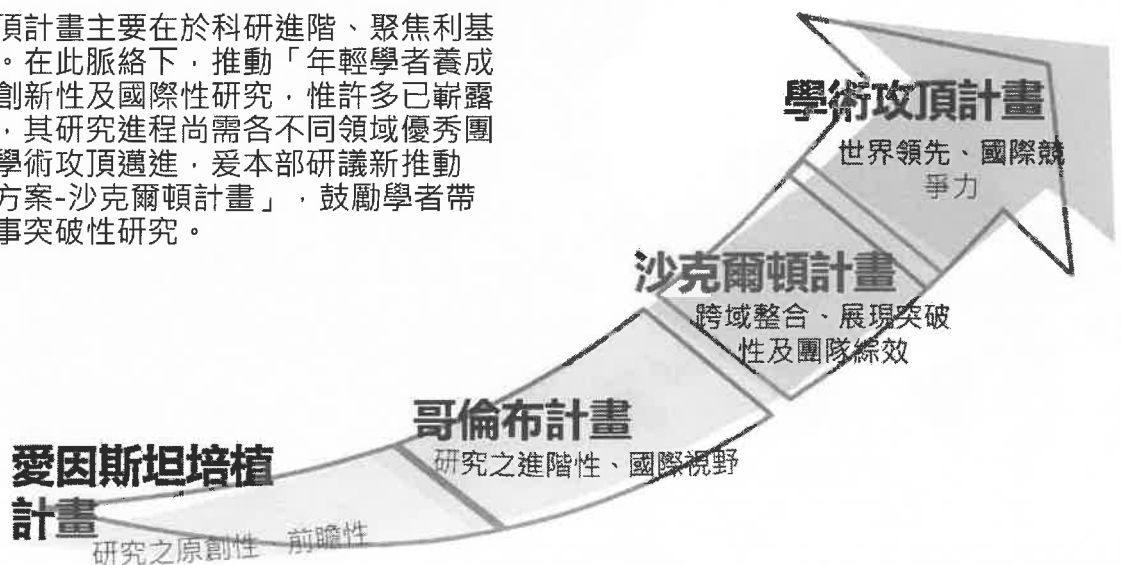 頂計畫主要在於科研進階、聚焦利基
。在此脈絡下，推動「年輕學者養成
創新性及國際性研究，惟許多已嶄露
，其研究進程尚需各不同領域優秀團
學術攻頂邁進，爰本部研議新推動
方案-沙克爾頓計畫」，鼓勵學者帶
事突破性研究。
學術攻頂計畫
世界領先、國際競
爭力
沙克爾頓計畫
跨域整合、展現突破
性及團隊綜效
哥倫布計畫
研究之進階性、國際視野
愛因斯坦培植
計畫
研究之原創性、前瞻性